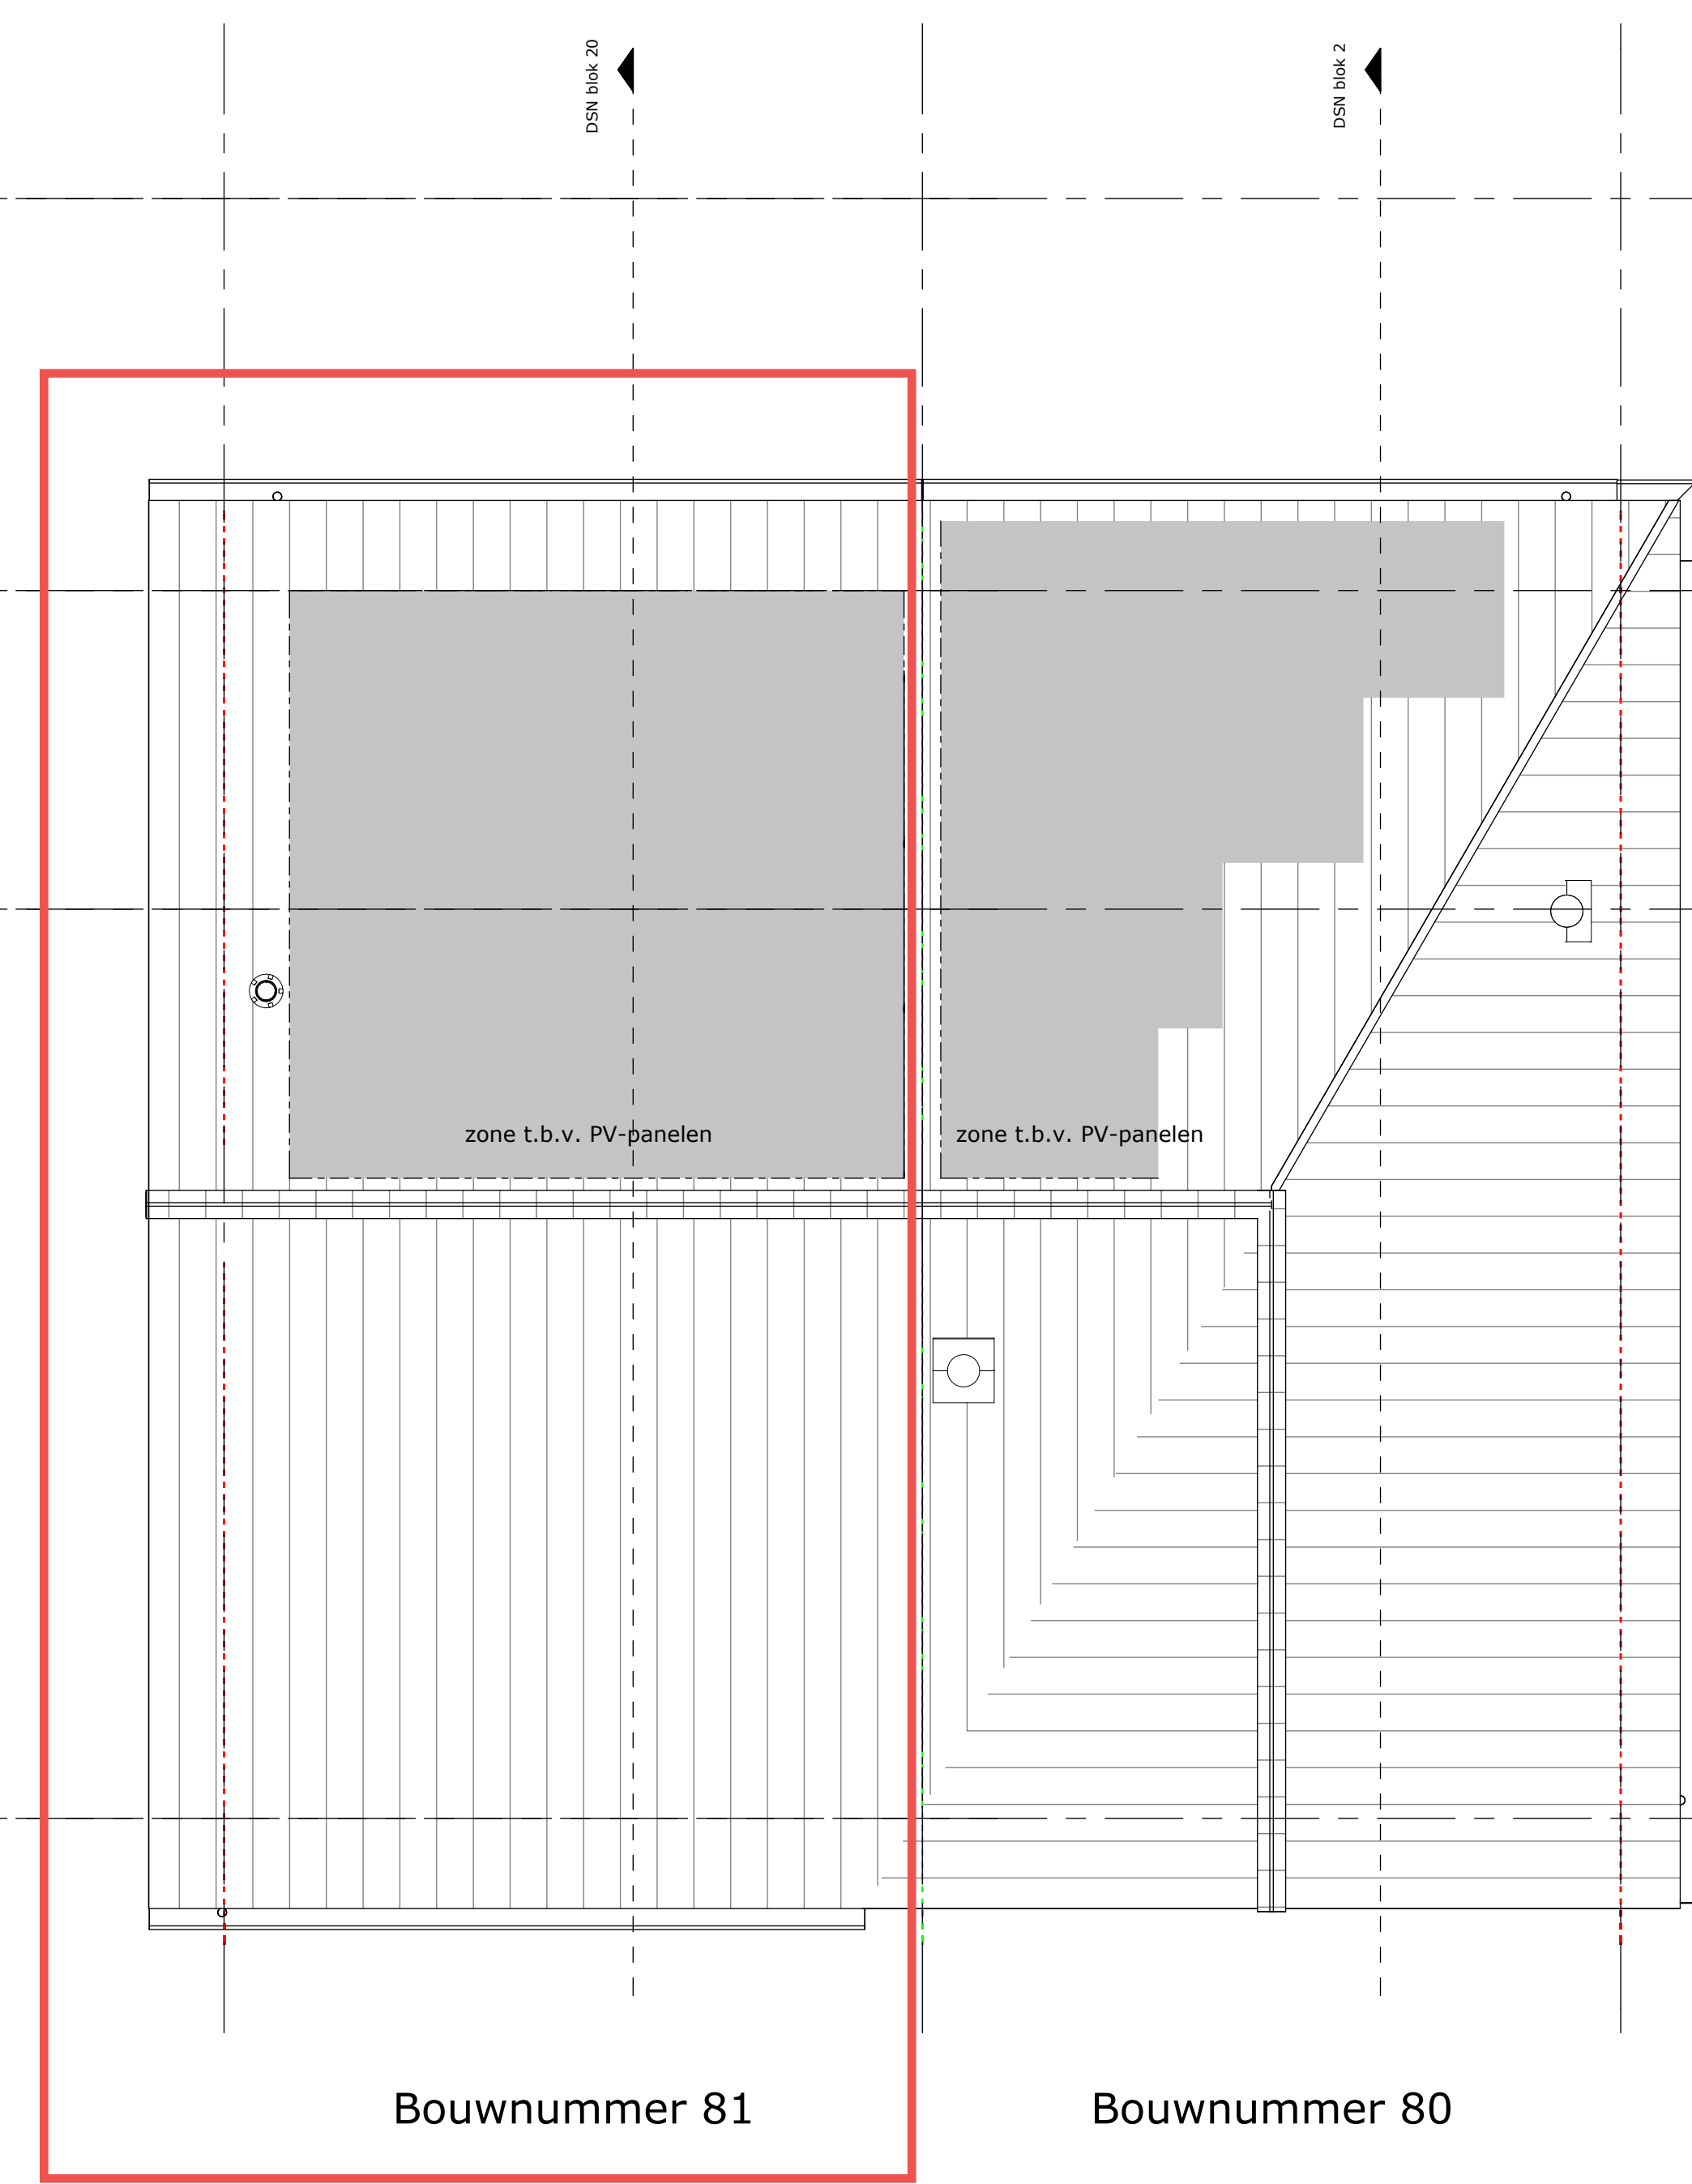 DSN blok 20
DSN blok 2
zone t.b.v. PV-panelen
zone t.b.v. PV-panelen
Bouwnummer 81
Bouwnummer 80